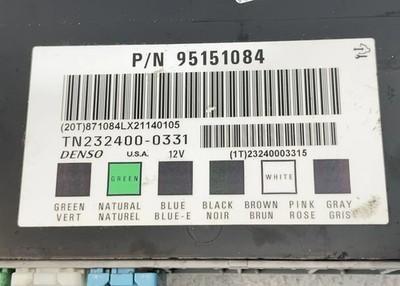 P/N 95151084
(20T)871084LX21140105
TN232400-0331
DENSO U.S.A. 12V
(1T)23240003315
GREEN WHITE
GREEN NATURAL BLUE BLACK BROWN PINK GRAY
VERT NATUREL BLUE-E NOIR BRUN ROSE GRIS